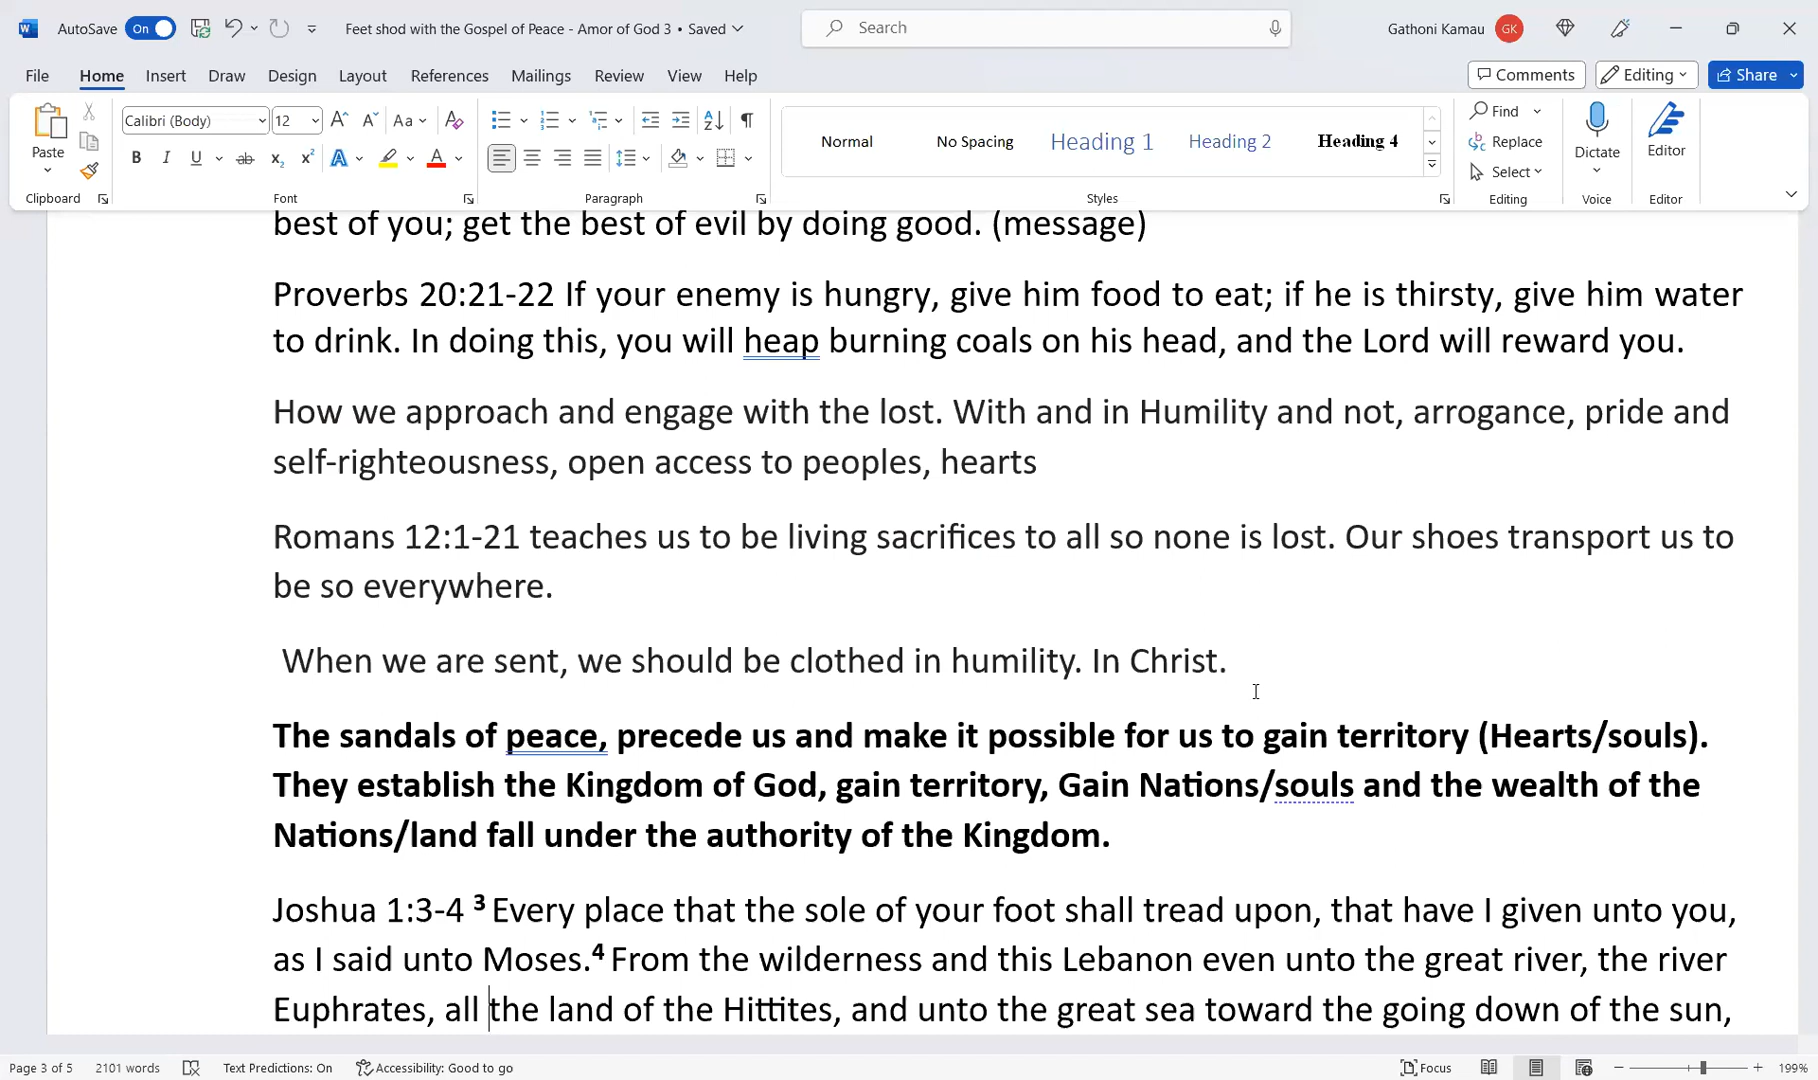 AutoSave On Feet shod with the Gospel of Peace - Amor of God 3 • Saved Search Gathoni Kamau GK
File Home Insert Draw Design Layout References Mailings Review View Help Comments Editing Share
Paste Calibri (Body) 12 Aa Normal No Spacing Heading 1 Heading 2 Heading 4 Find Replace Select Dictate Editor
Clipboard Font Paragraph Styles Editing Voice Editor
best of you; get the best of evil by doing good. (message)
Proverbs 20:21-22 If your enemy is hungry, give him food to eat; if he is thirsty, give him water
to drink. In doing this, you will heap burning coals on his head, and the Lord will reward you.
How we approach and engage with the lost. With and in Humility and not, arrogance, pride and
self-righteousness, open access to peoples, hearts
Romans 12:1-21 teaches us to be living sacrifices to all so none is lost. Our shoes transport us to
be so everywhere.
When we are sent, we should be clothed in humility. In Christ.
The sandals of peace, precede us and make it possible for us to gain territory (Hearts/souls).
They establish the Kingdom of God, gain territory, Gain Nations/souls and the wealth of the
Nations/land fall under the authority of the Kingdom.
Joshua 1:3-4 ³ Every place that the sole of your foot shall tread upon, that have I given unto you,
as I said unto Moses.⁴ From the wilderness and this Lebanon even unto the great river, the river
Euphrates, all the land of the Hittites, and unto the great sea toward the going down of the sun,
Page 3 of 5 2101 words Text Predictions: On Accessibility: Good to go Focus 199%